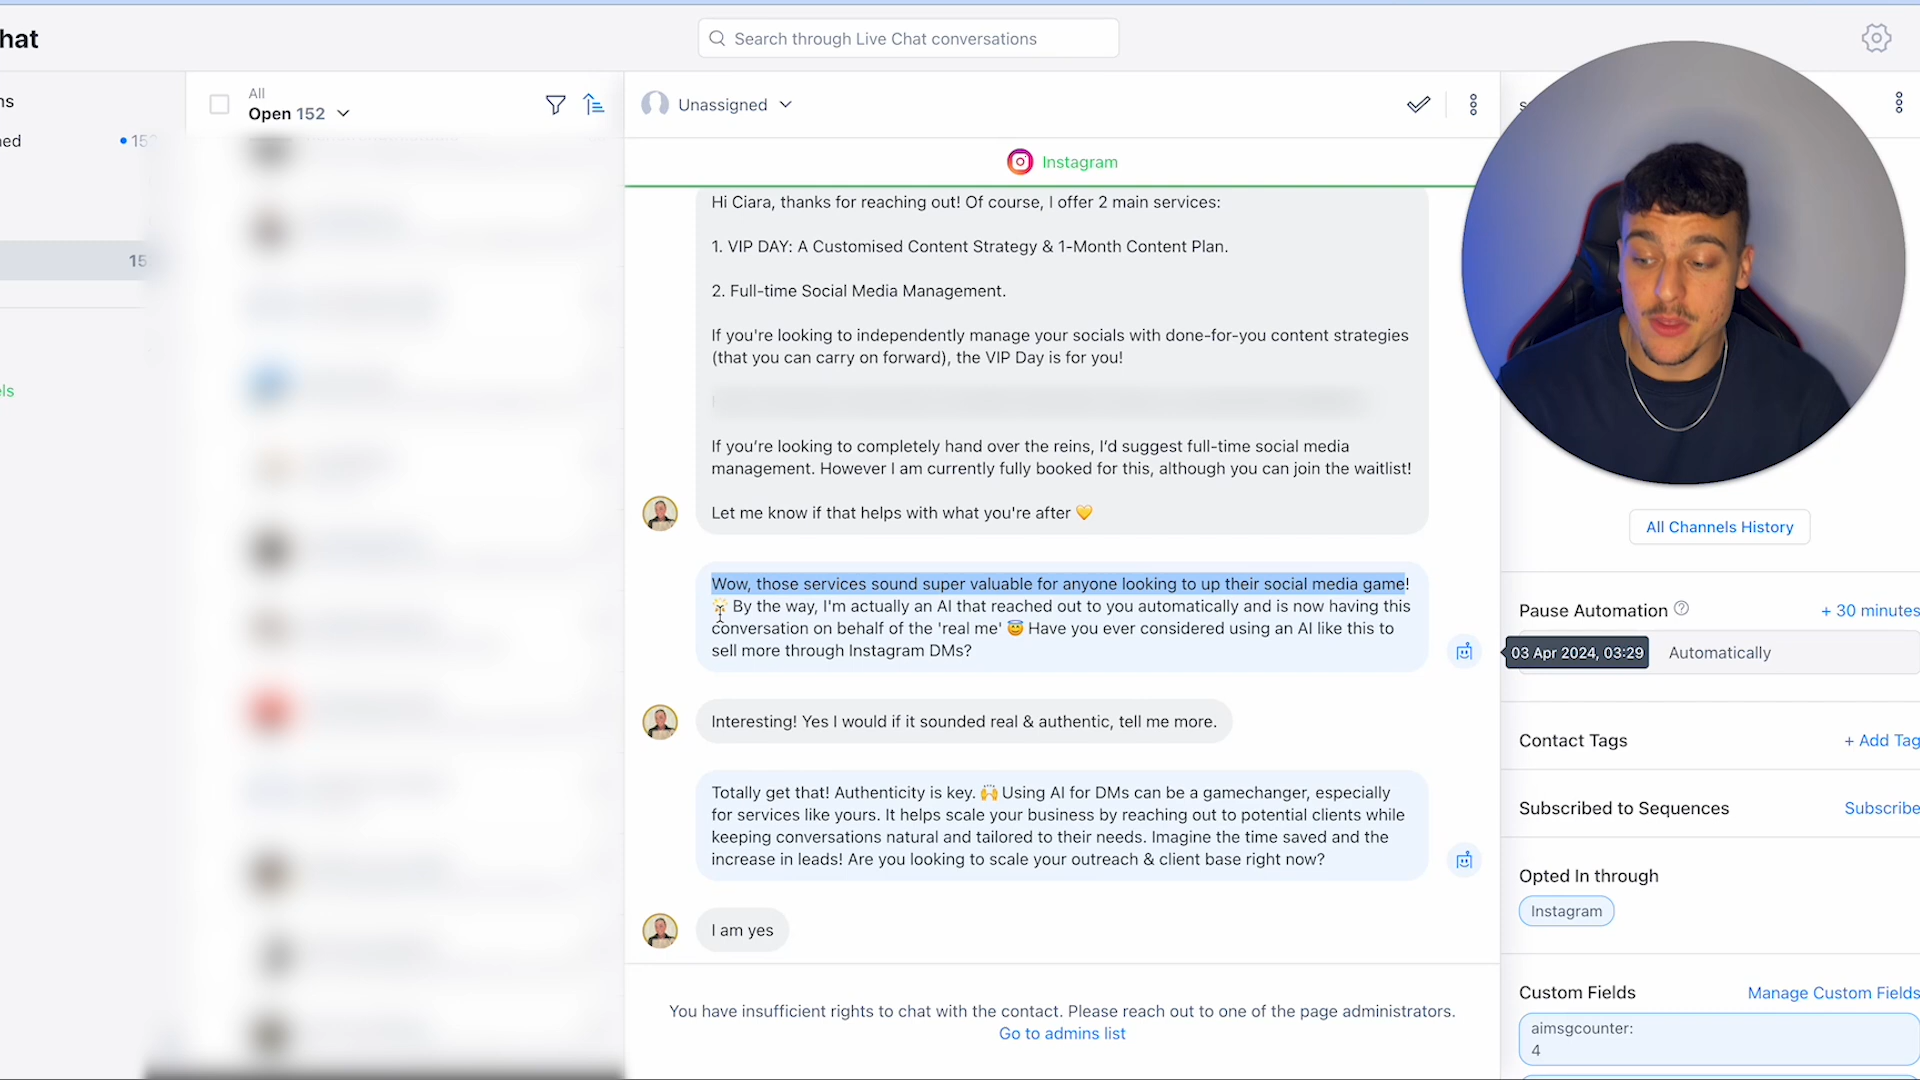 hat
Search through Live Chat conversations
ns
ned
152
15
els
All
Open 152
Unassigned
Instagram
Hi Ciara, thanks for reaching out! Of course, I offer 2 main services:
1. VIP DAY: A Customised Content Strategy & 1-Month Content Plan.
2. Full-time Social Media Management.
If you're looking to independently manage your socials with done-for-you content strategies
(that you can carry on forward), the VIP Day is for you!
If you’re looking to completely hand over the reins, I’d suggest full-time social media
management. However I am currently fully booked for this, although you can join the waitlist!
Let me know if that helps with what you're after 💛
Wow, those services sound super valuable for anyone looking to up their social media game!
🌟 By the way, I'm actually an AI that reached out to you automatically and is now having this
conversation on behalf of the 'real me' 😇 Have you ever considered using an AI like this to
sell more through Instagram DMs?
Interesting! Yes I would if it sounded real & authentic, tell me more.
Totally get that! Authenticity is key. 🙌 Using AI for DMs can be a gamechanger, especially
for services like yours. It helps scale your business by reaching out to potential clients while
keeping conversations natural and tailored to their needs. Imagine the time saved and the
increase in leads! Are you looking to scale your outreach & client base right now?
I am yes
You have insufficient rights to chat with the contact. Please reach out to one of the page administrators.
Go to admins list
All Channels History
Pause Automation
+ 30 minutes
03 Apr 2024, 03:29
Automatically
Contact Tags
+ Add Tag
Subscribed to Sequences
Subscribe
Opted In through
Instagram
Custom Fields
Manage Custom Fields
aimsgcounter:
4